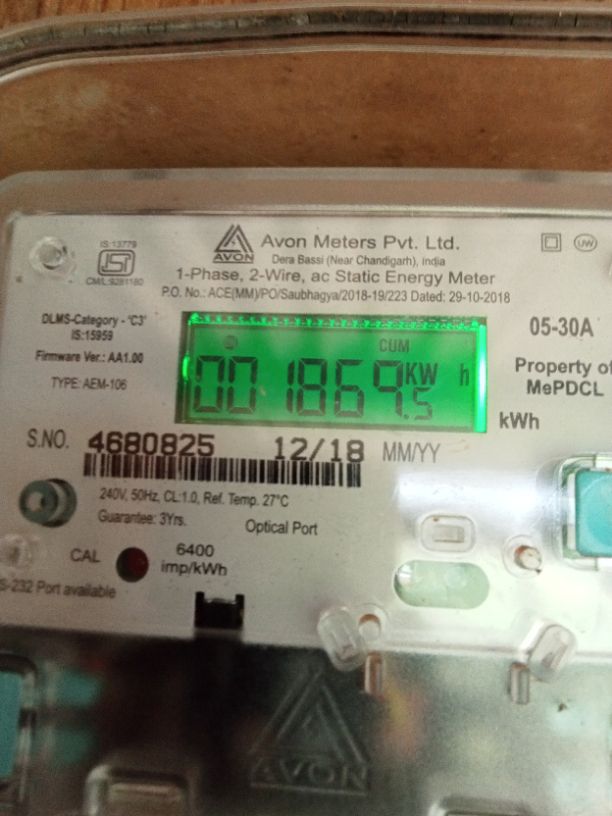 IS:13779
ISI
CM/L:9281180
AVON
Avon Meters Pvt. Ltd.
Dera Bassi (Near Chandigarh), India
1-Phase, 2-Wire, ac Static Energy Meter
P.O. No.: ACE(MM)/PO/Saubhagya/2018-19/223 Dated: 29-10-2018
UW
DLMS-Category - 'C3'
IS:15959
Firmware Ver.: AA1.00
TYPE: AEM-106
CUM
001869.5 KW h
05-30A
Property of
MePDCL
kWh
S.NO. 4680825 12/18 MM/YY
240V, 50Hz, CL:1.0, Ref. Temp. 27°C
Guarantee: 3Yrs.
Optical Port
CAL
6400
imp/kWh
S-232 Port available
AVON